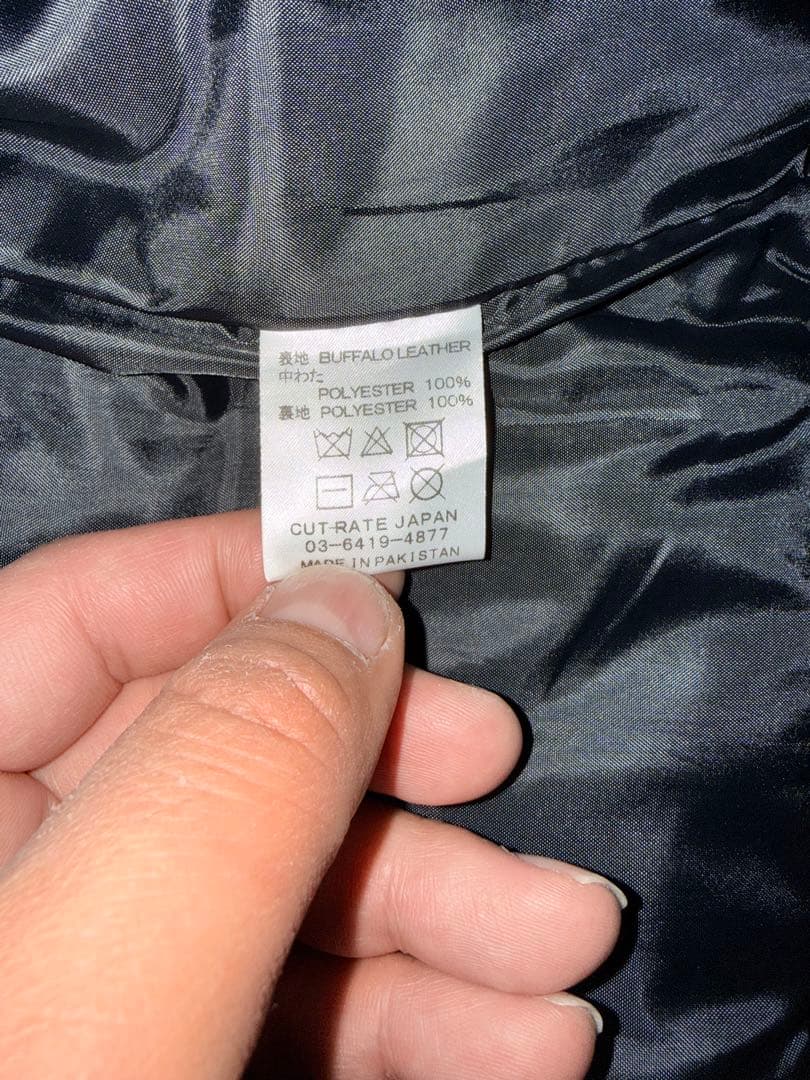 表地 BUFFALO LEATHER
中わた
POLYESTER 100%
裏地 POLYESTER 100%
CUT-RATE JAPAN
03-6419-4877
MADE IN PAKISTAN